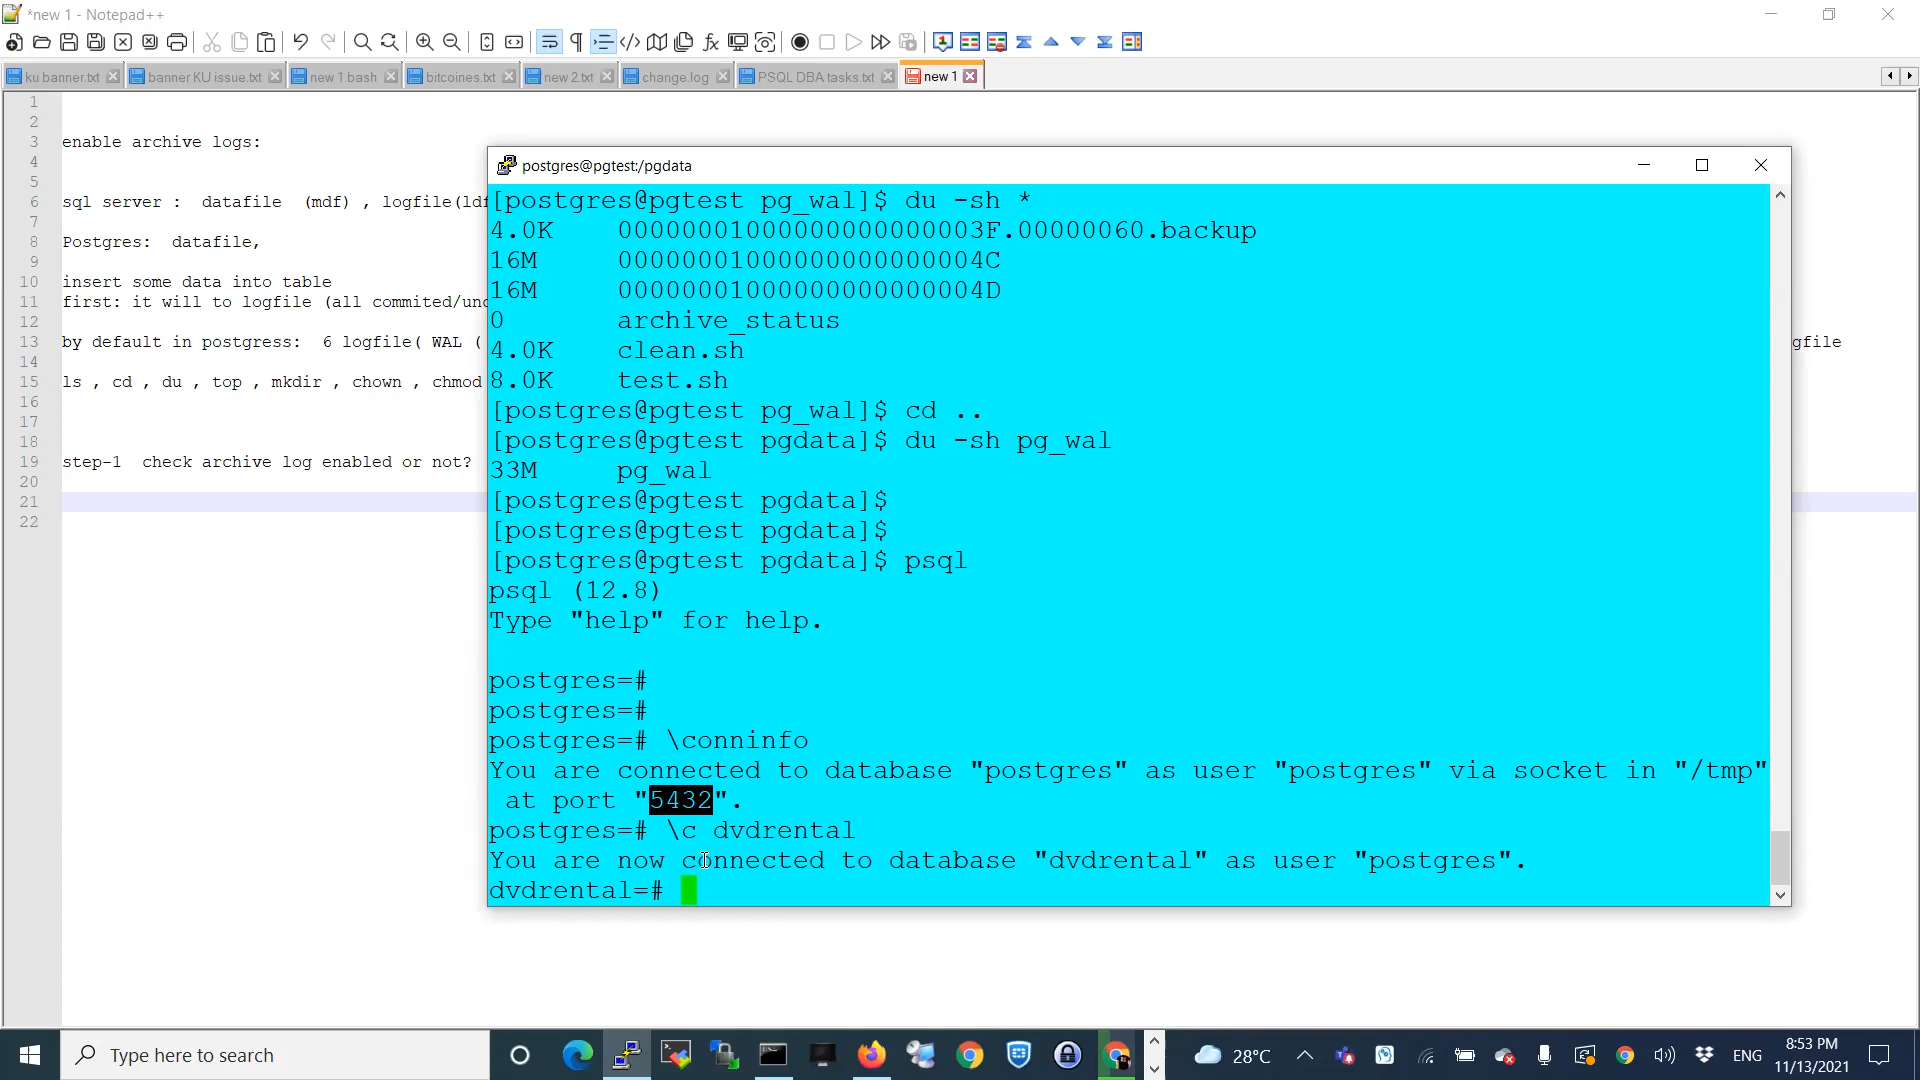 *new 1 - Notepad++
ku banner.txt banner KU issue.txt new 1.bash bitcoines.txt new 2.txt change.log PSQL DBA tasks.txt new 1
1
2
3 enable archive logs:
4
5
6 sql server :  datafile  (mdf) , logfile(ldf
7
8 Postgres:  datafile,
9
10 insert some data into table
11 first: it will to logfile (all commited/unc
12
13 by default in postgress:  6 logfile( WAL ( gfile
14
15 ls , cd , du , top , mkdir , chown , chmod
16
17
18
19 step-1  check archive log enabled or not?
20
21
22
postgres@pgtest:/pgdata
[postgres@pgtest pg_wal]$ du -sh *
4.0K    00000001000000000000003F.00000060.backup
16M     00000001000000000000004C
16M     00000001000000000000004D
0       archive_status
4.0K    clean.sh
8.0K    test.sh
[postgres@pgtest pg_wal]$ cd ..
[postgres@pgtest pgdata]$ du -sh pg_wal
33M     pg_wal
[postgres@pgtest pgdata]$
[postgres@pgtest pgdata]$
[postgres@pgtest pgdata]$ psql
psql (12.8)
Type "help" for help.
postgres=#
postgres=#
postgres=# \conninfo
You are connected to database "postgres" as user "postgres" via socket in "/tmp"
 at port "5432".
postgres=# \c dvdrental
You are now connected to database "dvdrental" as user "postgres".
dvdrental=#
Type here to search
28°C
ENG
8:53 PM
11/13/2021